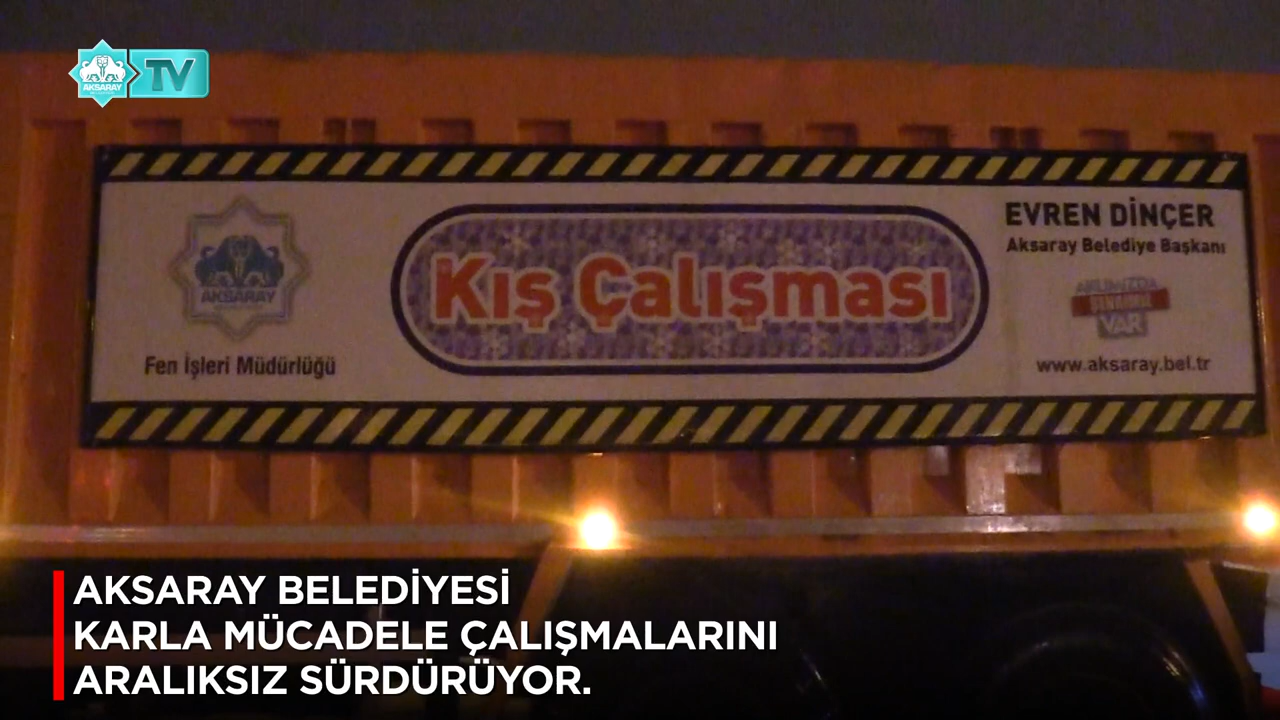 AKSARAY
TV
AKSARAY
Fen İşleri Müdürlüğü
Kış Çalışması
EVREN DİNÇER
Aksaray Belediye Başkanı
VAR
www.aksaray.bel.tr
AKSARAY BELEDİYESİ
KARLA MÜCADELE ÇALIŞMALARINI
ARALIKSIZ SÜRDÜRÜYOR.